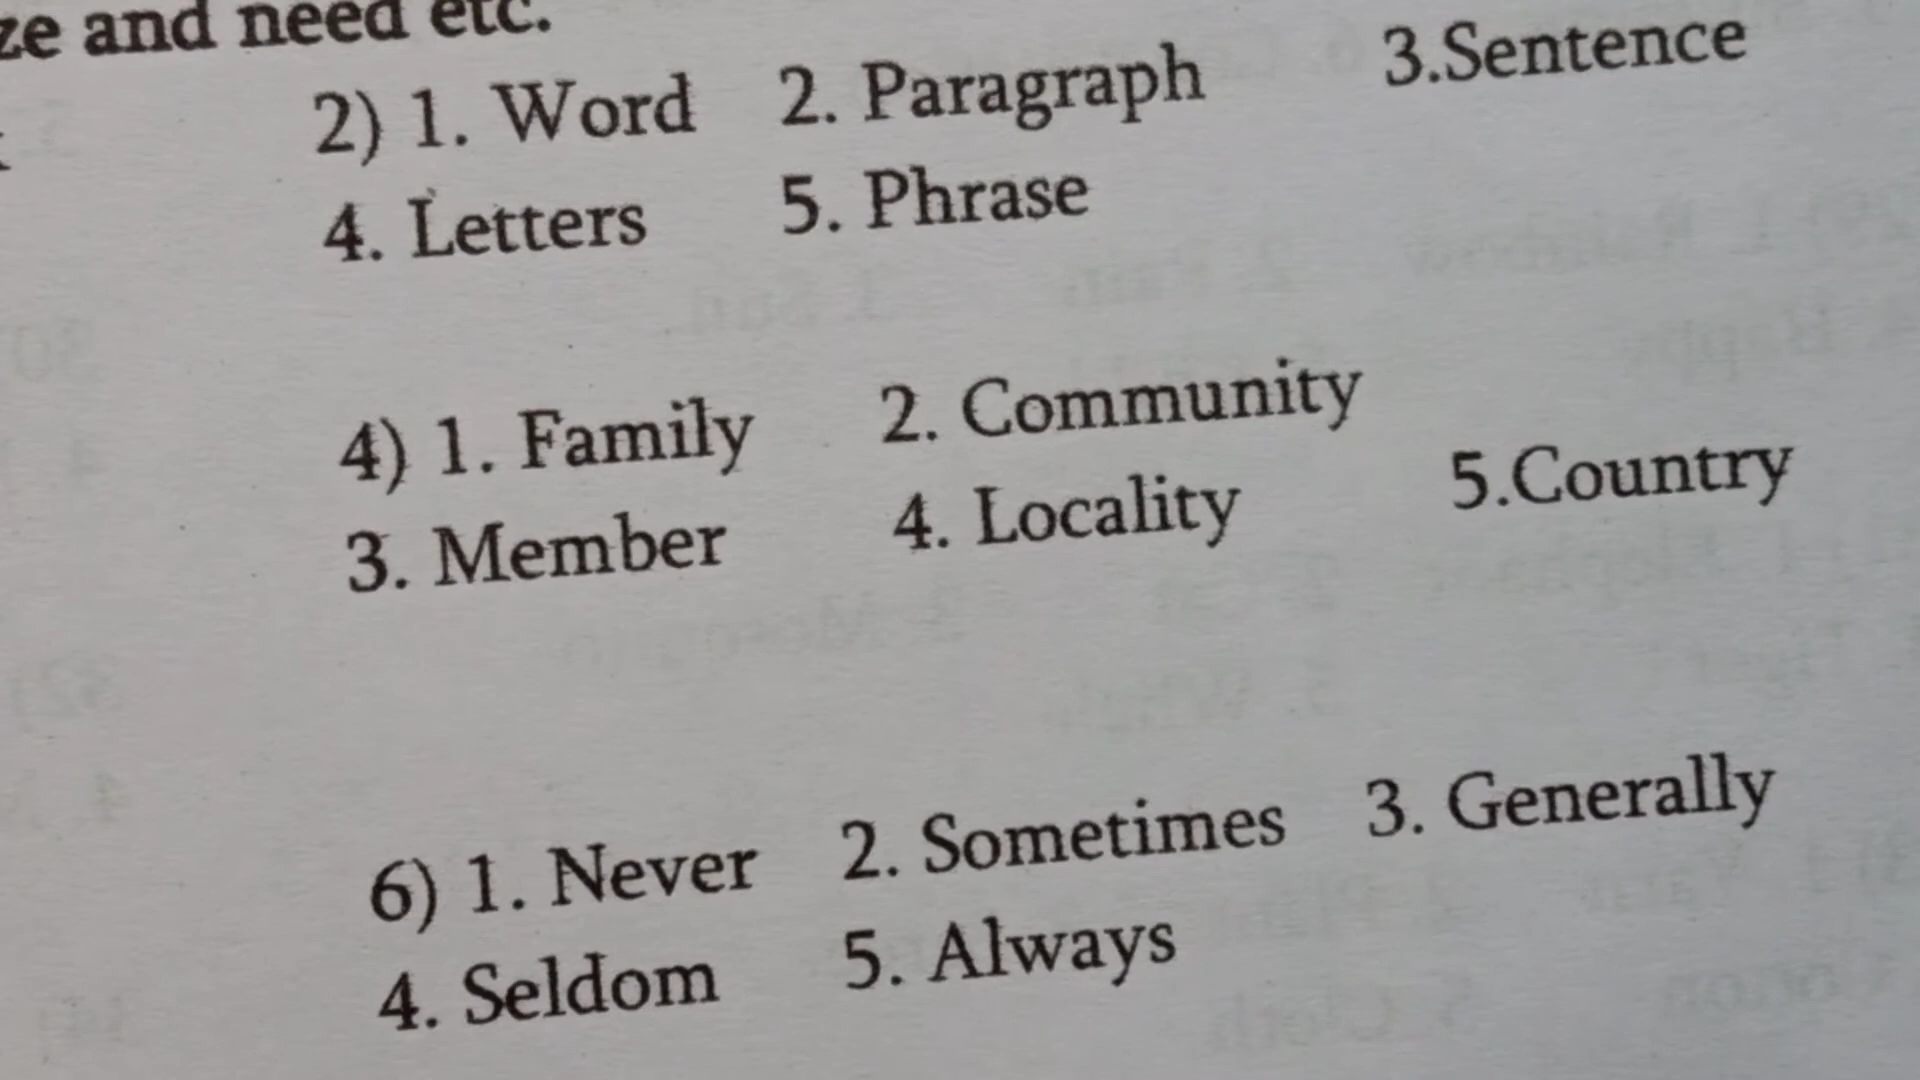 and need etc.
2) 1. Word 2. Paragraph 3.Sentence
4. Letters 5. Phrase
4) 1. Family 2. Community
3. Member 4. Locality 5.Country
6) 1. Never 2. Sometimes 3. Generally
4. Seldom 5. Always